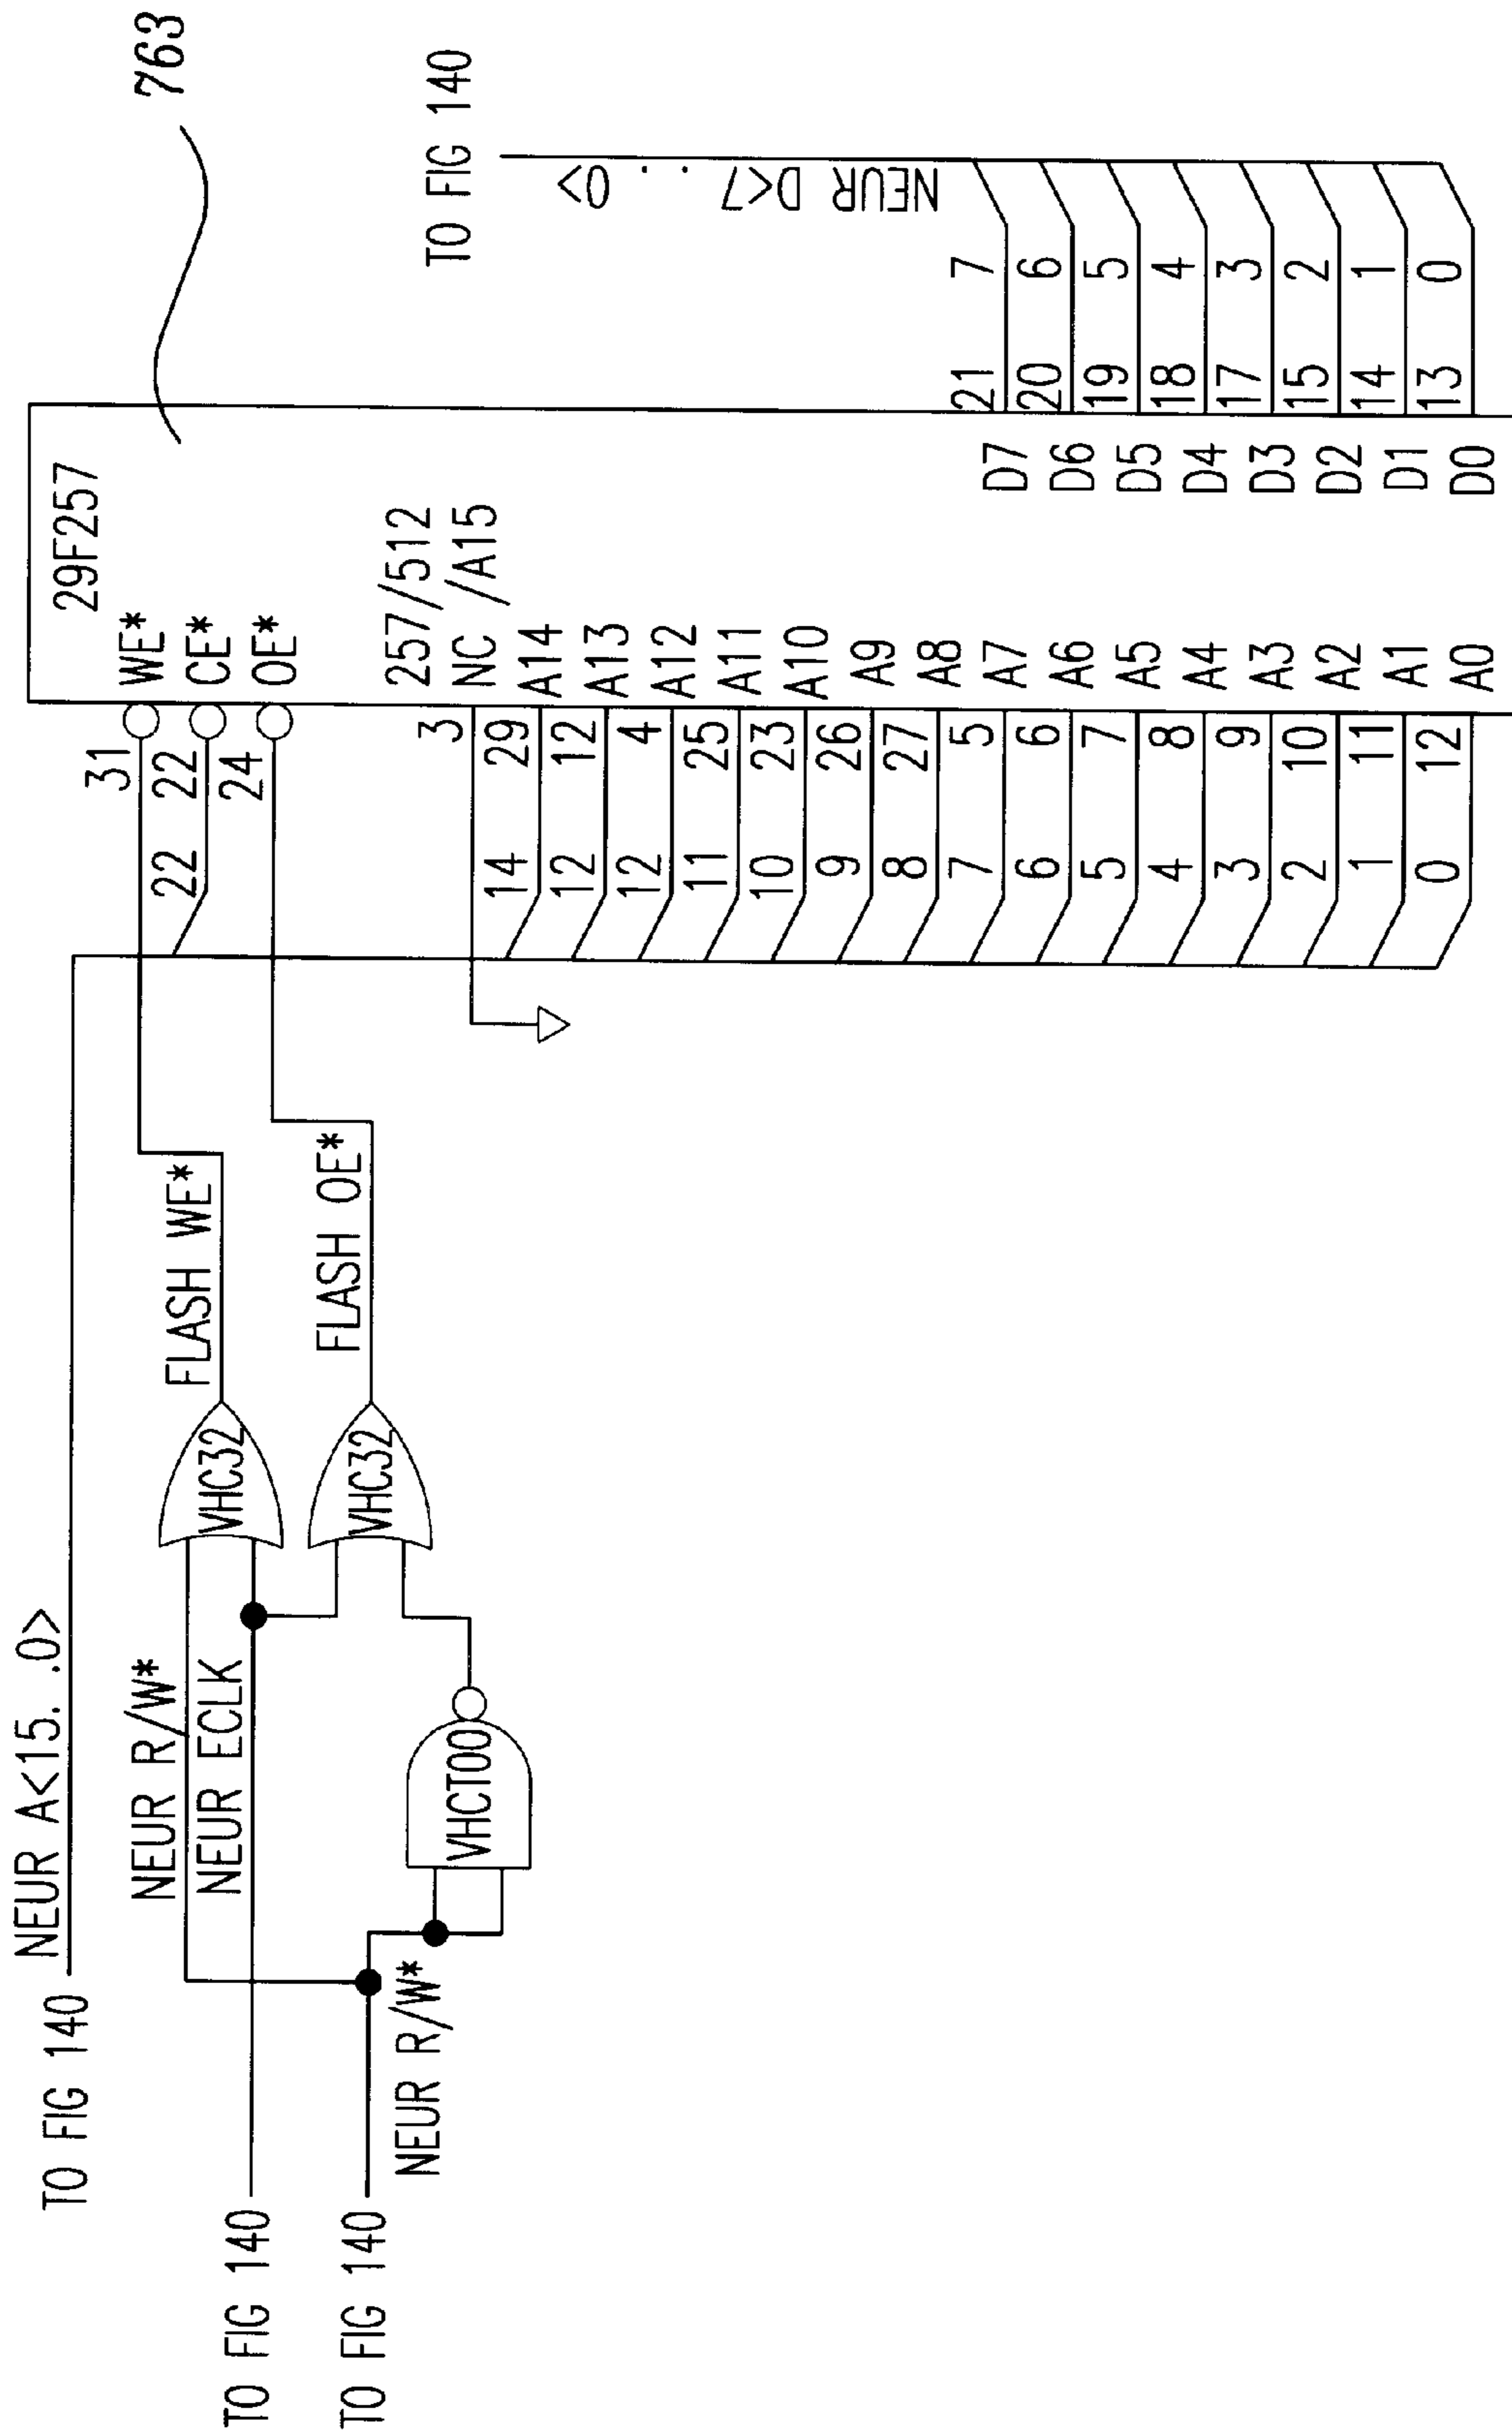 763
TO FIG 140 NEUR A<15. .0>
NEUR R/W*
NEUR ECLK
TO FIG 140
TO FIG 140
NEUR R/W*
VHCT00
VHC32
VHC32
FLASH WE*
FLASH OE*
29F257
31 WE*
22 22 CE*
24 OE*
257/512
3 NC /A15
14 29 A14
12 12 A13
12 4 A12
11 25 A11
10 23 A10
9 26 A9
8 27 A8
7 5 A7
6 6 A6
5 7 A5
4 8 A4
3 9 A3
2 10 A2
1 11 A1
0 12 A0
TO FIG 140
NEUR D<7. . .0>
D7 21 7
D6 20 6
D5 19 5
D4 18 4
D3 17 3
D2 15 2
D1 14 1
D0 13 0